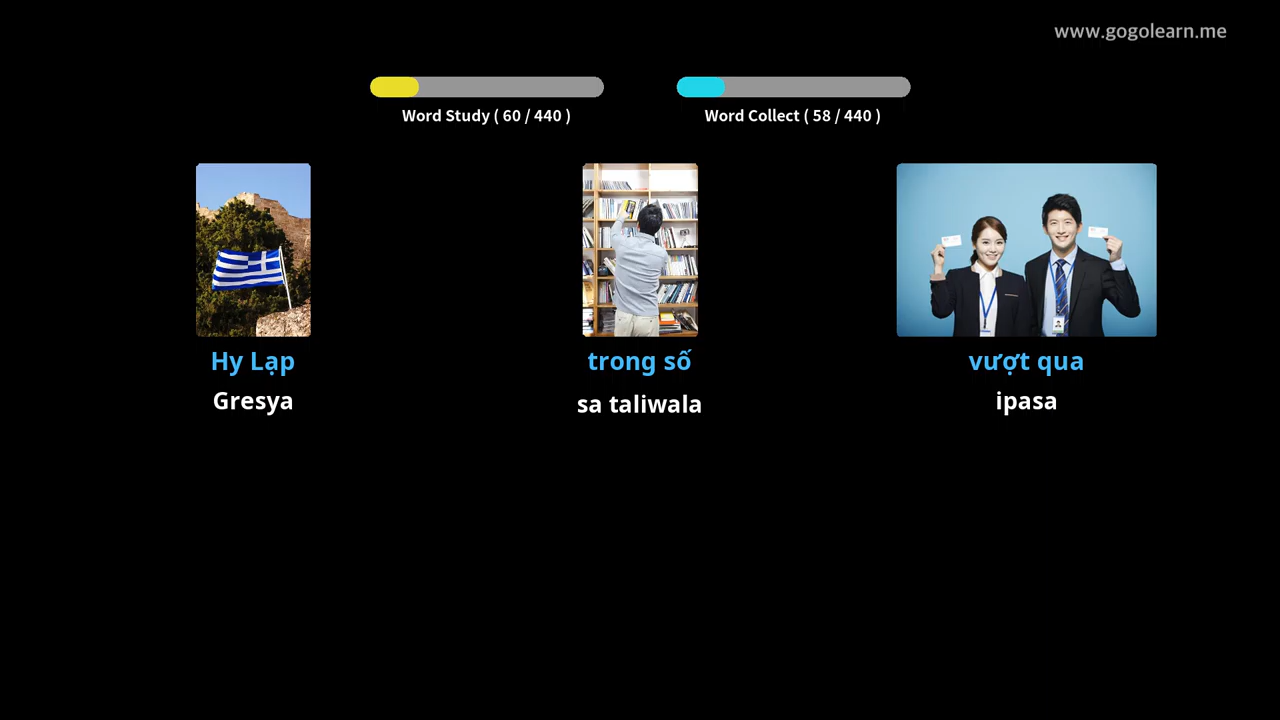 www.gogolearn.me
Word Study ( 60 / 440 )
Word Collect ( 58 / 440 )
Hy Lạp
Gresya
trong số
sa taliwala
vượt qua
ipasa